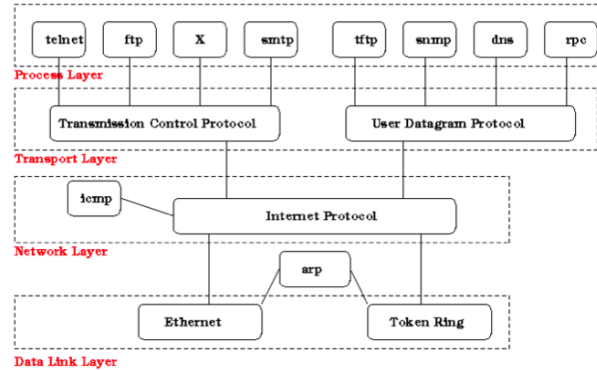 telnet ftp X smtp tftp snmp dns rpc
Process Layer
Transmission Control Protocol User Datagram Protocol
Transport Layer
icmp
Internet Protocol
Network Layer
arp
Ethernet Token Ring
Data Link Layer